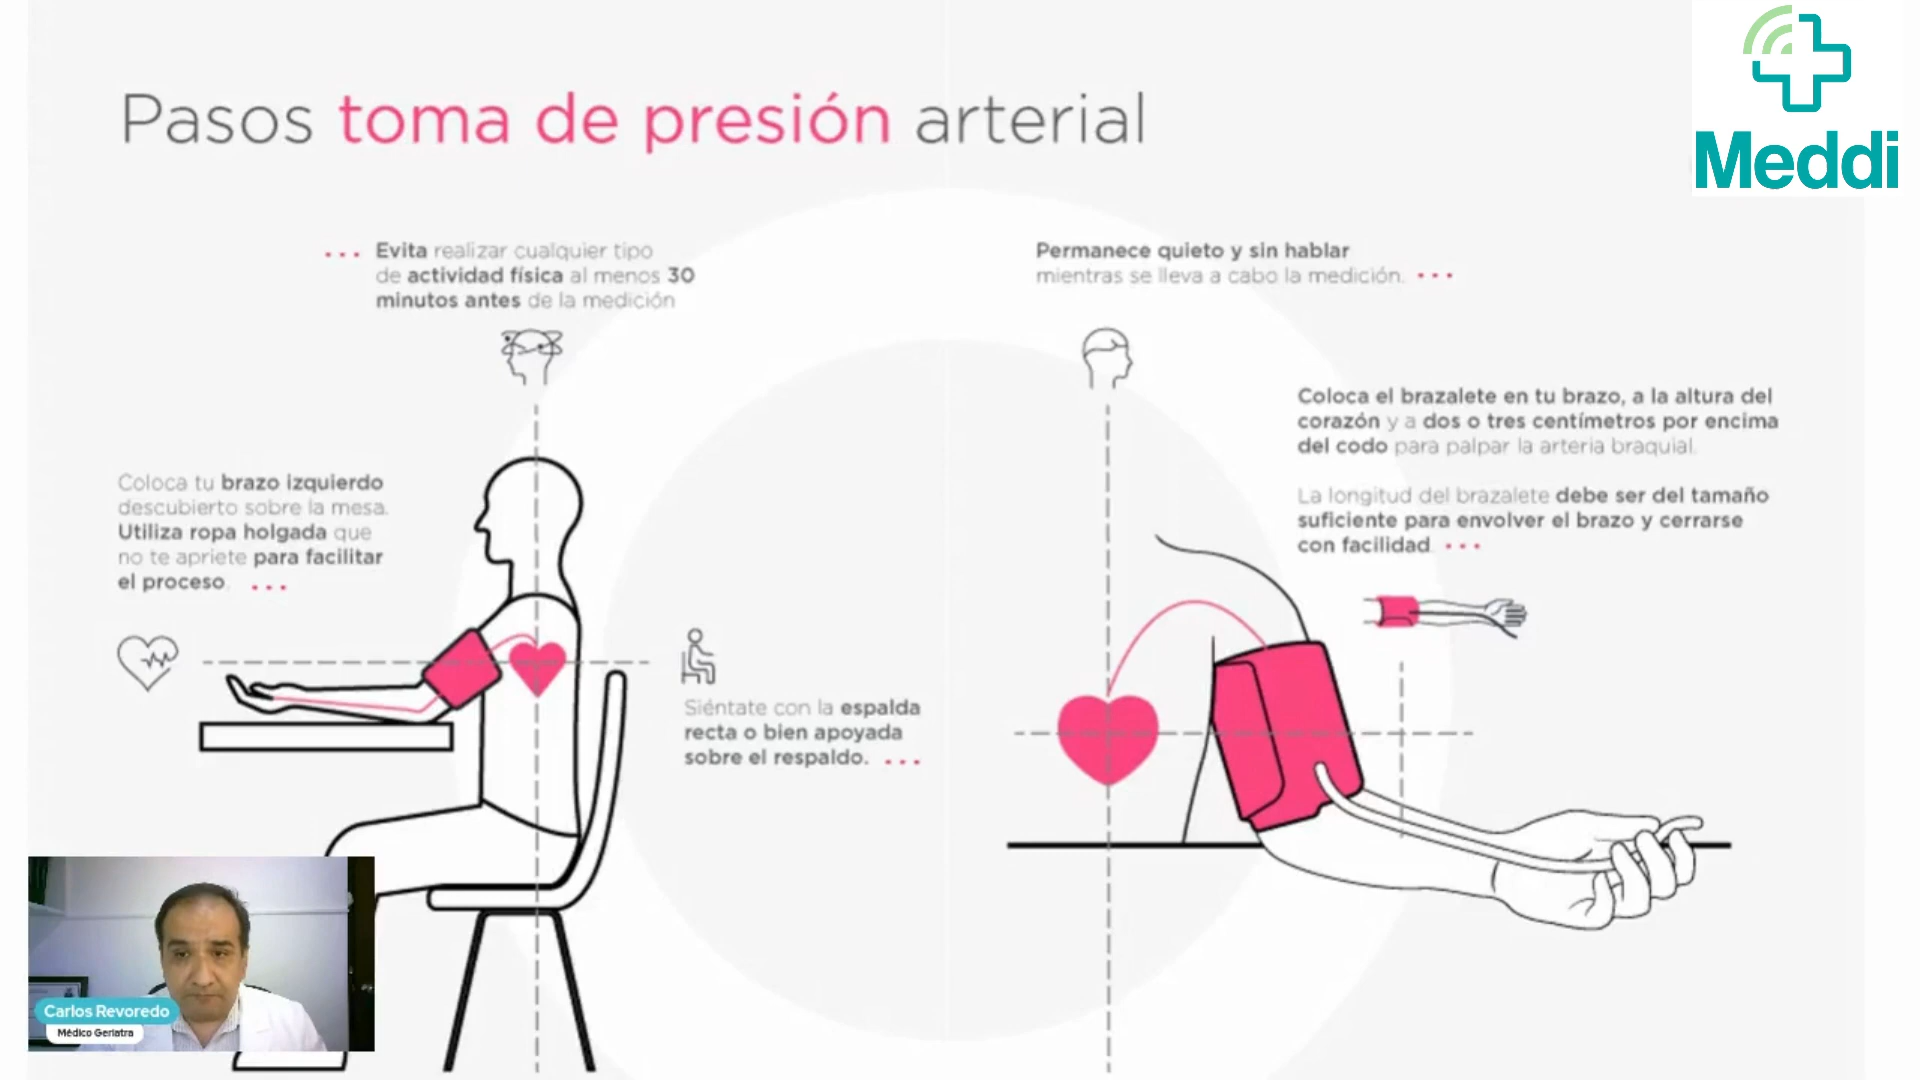 Meddi
Pasos toma de presión arterial
Evita realizar cualquier tipo
de actividad física al menos 30
minutos antes de la medición
Permanece quieto y sin hablar
mientras se lleva a cabo la medición.
Coloca el brazalete en tu brazo, a la altura del
corazón y a dos o tres centímetros por encima
del codo para palpar la arteria braquial.
La longitud del brazalete debe ser del tamaño
suficiente para envolver el brazo y cerrarse
con facilidad.
Coloca tu brazo izquierdo
descubierto sobre la mesa.
Utiliza ropa holgada que
no te apriete para facilitar
el proceso.
Siéntate con la espalda
recta o bien apoyada
sobre el respaldo.
Carlos Revoredo
Médico Geriatra